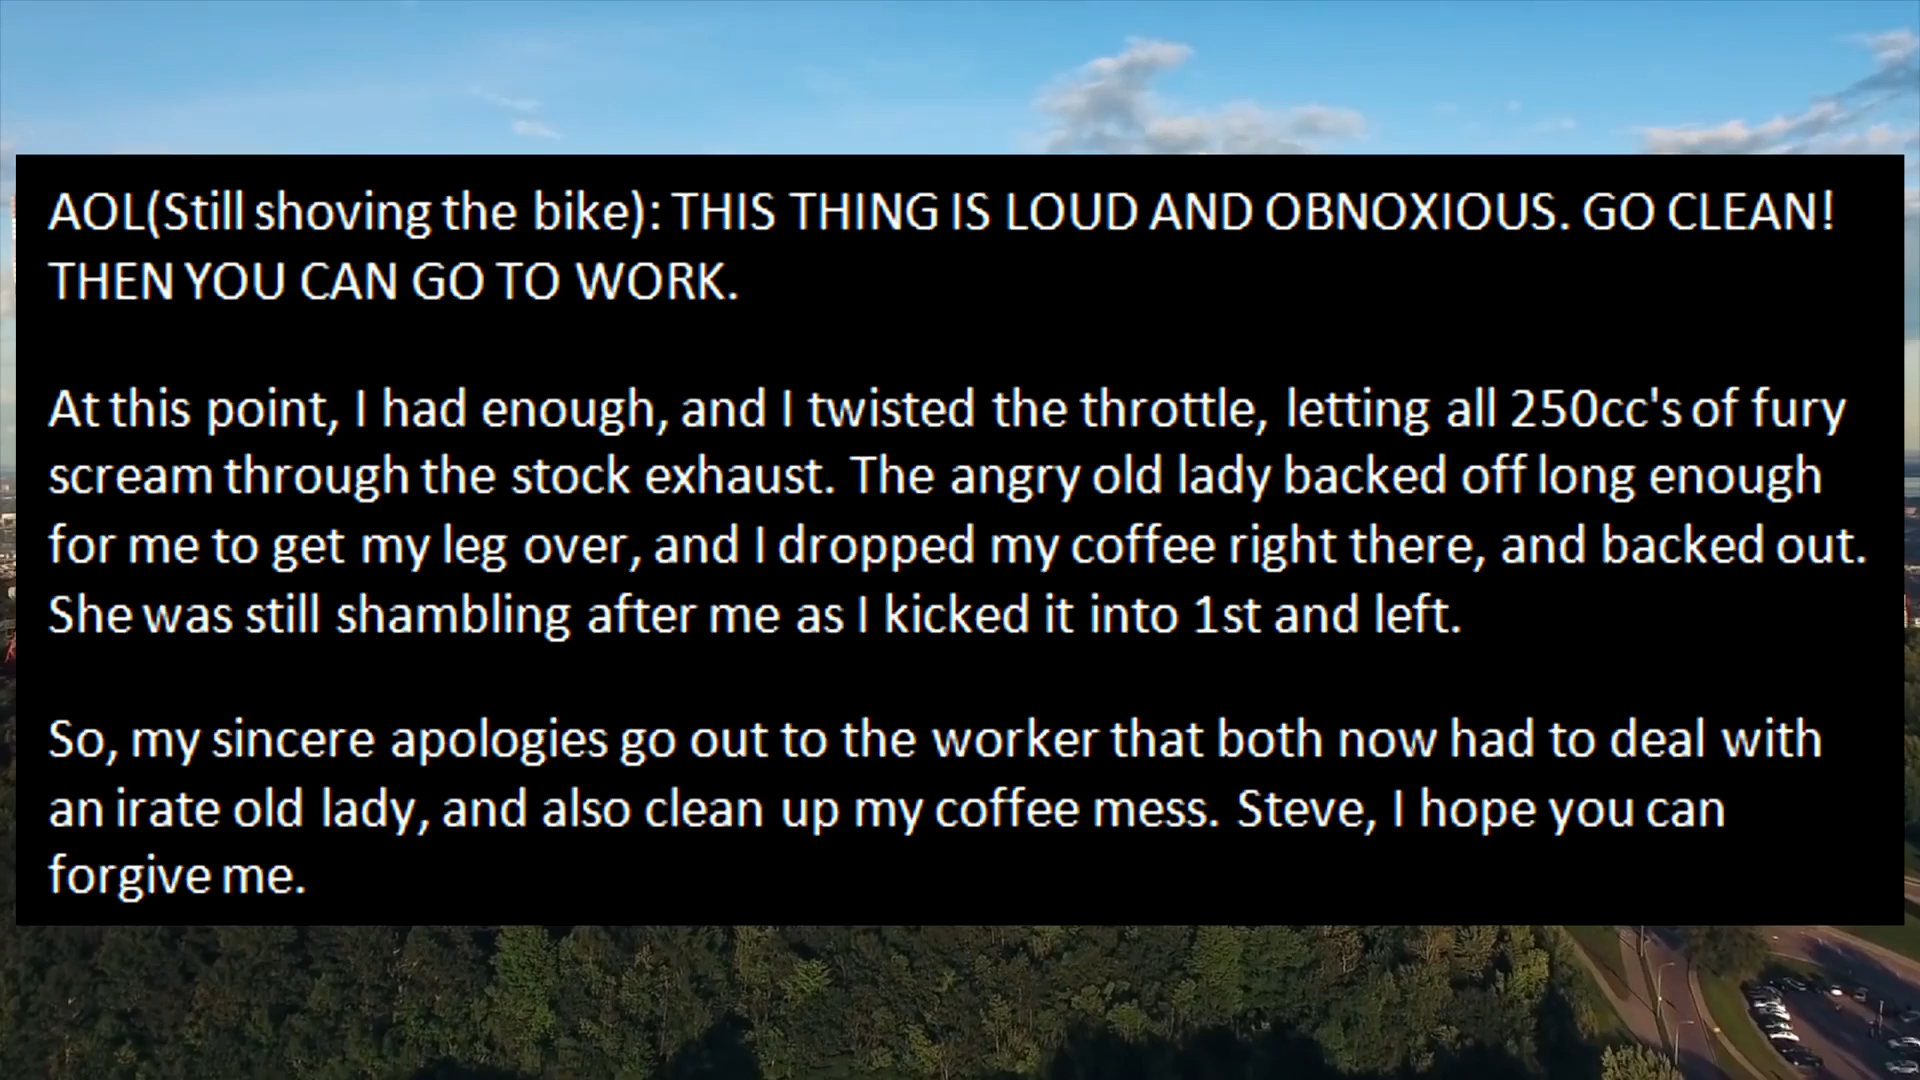 AOL(Still shoving the bike): THIS THING IS LOUD AND OBNOXIOUS. GO CLEAN!
THEN YOU CAN GO TO WORK.
At this point, I had enough, and I twisted the throttle, letting all 250cc's of fury
scream through the stock exhaust. The angry old lady backed off long enough
for me to get my leg over, and I dropped my coffee right there, and backed out.
She was still shambling after me as I kicked it into 1st and left.
So, my sincere apologies go out to the worker that both now had to deal with
an irate old lady, and also clean up my coffee mess. Steve, I hope you can
forgive me.